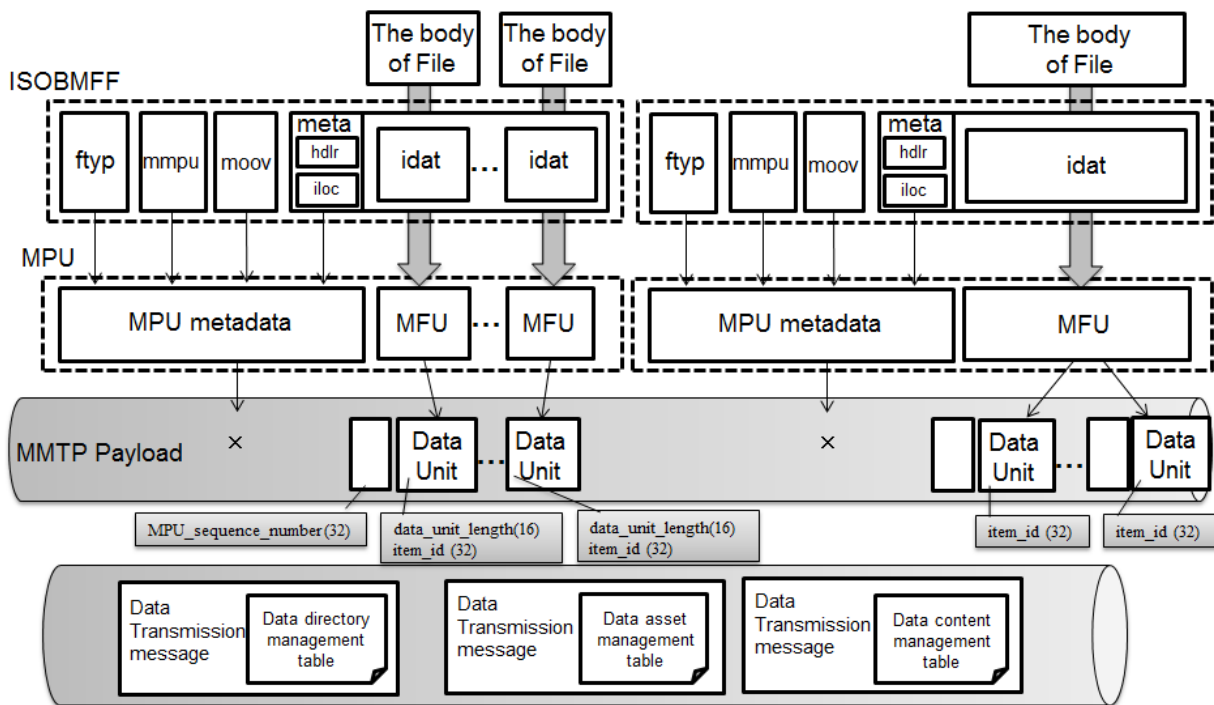 The body
of File
The body
of File
The body
of File
ISOBMFF
ftyp
mmpu
moov
meta
hdlr
iloc
idat
...
idat
ftyp
mmpu
moov
meta
hdlr
iloc
idat
MPU
MPU metadata
MFU
...
MFU
MPU metadata
MFU
MMTP Payload
×
Data
Unit
...
Data
Unit
×
Data
Unit
...
Data
Unit
MPU_sequence_number(32)
data_unit_length(16)
item_id (32)
data_unit_length(16)
item_id (32)
item_id (32)
item_id (32)
Data
Transmission
message
Data directory
management
table
Data
Transmission
message
Data asset
management
table
Data
Transmission
message
Data content
management
table